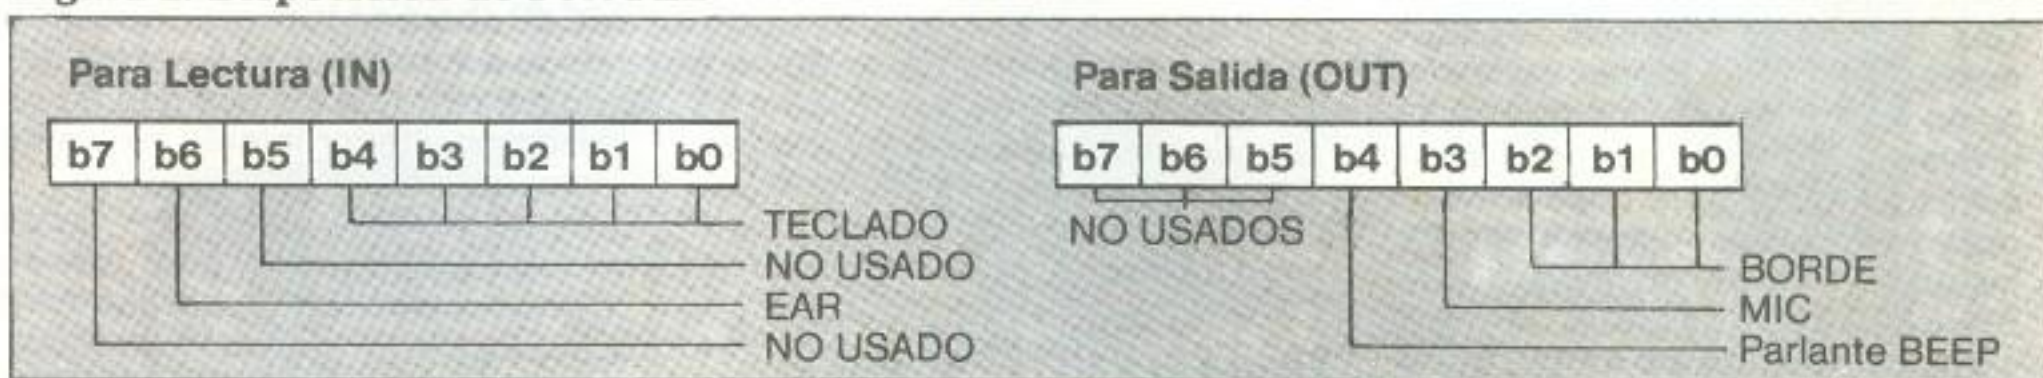 Para Lectura (IN)
b7 b6 b5 b4 b3 b2 b1 b0
TECLADO
NO USADO
EAR
NO USADO
Para Salida (OUT)
b7 b6 b5 b4 b3 b2 b1 b0
NO USADOS
BORDE
MIC
Parlante BEEP